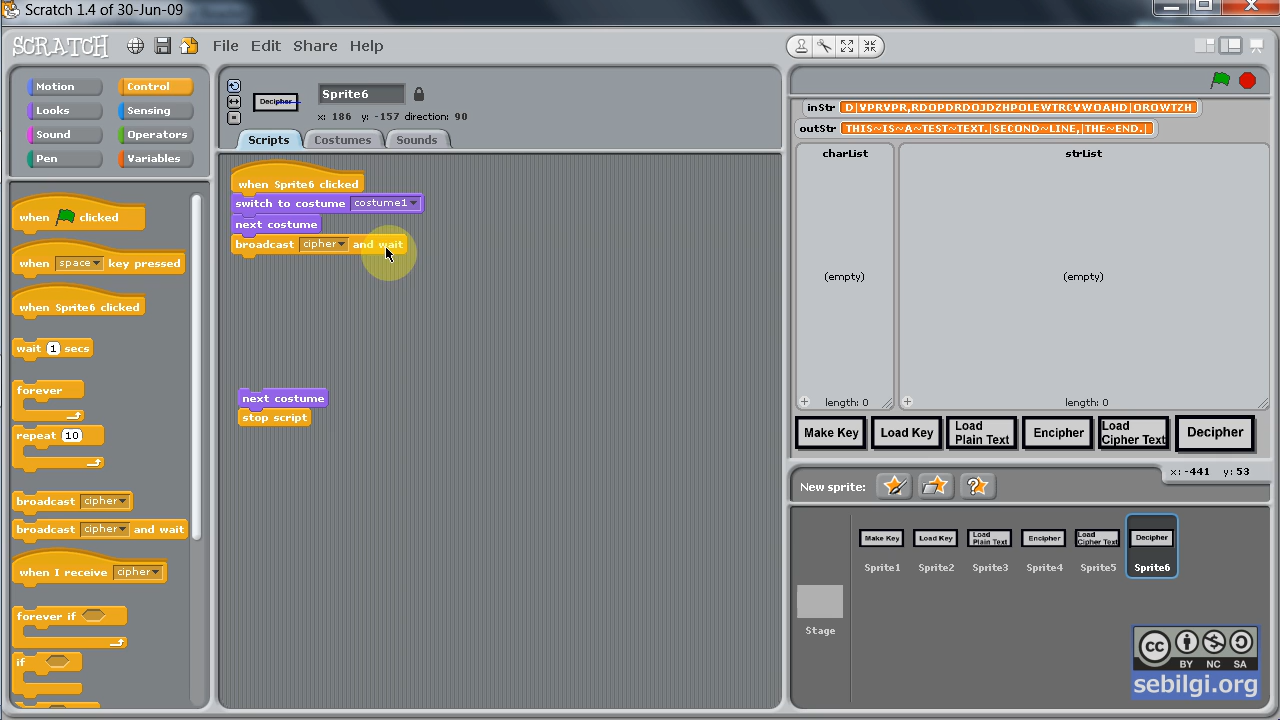 Scratch 1.4 of 30-Jun-09
SCRATCH File Edit Share Help
Motion Control
Looks Sensing
Sound Operators
Pen Variables
when clicked
when space key pressed
when Sprite6 clicked
wait 1 secs
forever
repeat 10
broadcast cipher
broadcast cipher and wait
when I receive cipher
forever if
if
Decipher
Sprite6
x: 186 y: -157 direction: 90
Scripts Costumes Sounds
when Sprite6 clicked
switch to costume costume1
next costume
broadcast cipher and wait
next costume
stop script
inStr D|VPRVPR,RDOPDRDOJDZHPOLEWTRCVWOAHD|OROWTZH
outStr THIS~IS~A~TEST~TEXT.|SECOND~LINE,|THE~END.|
charList strList
(empty) (empty)
+ length: 0 + length: 0
Make Key Load Key Load Plain Text Encipher Load Cipher Text Decipher
x: -441 y: 53
New sprite:
Make Key Load Key Load Plain Text Encipher Load Cipher Text Decipher
Sprite1 Sprite2 Sprite3 Sprite4 Sprite5 Sprite6
Stage
cc BY NC SA
sebilgi.org